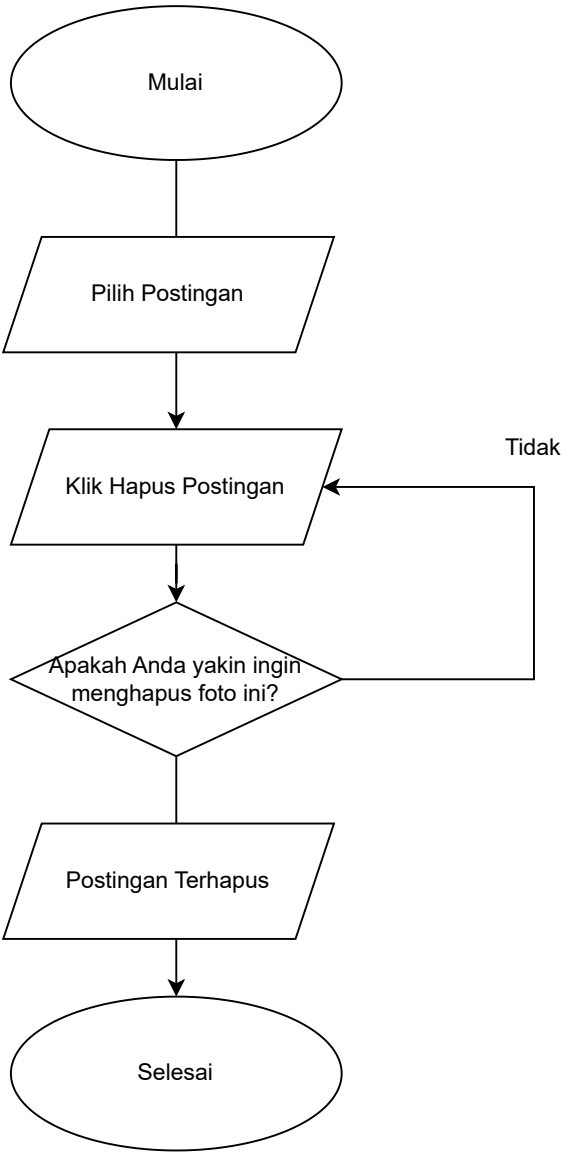 Mulai
Pilih Postingan
Klik Hapus Postingan
Tidak
Apakah Anda yakin ingin
menghapus foto ini?
Postingan Terhapus
Selesai